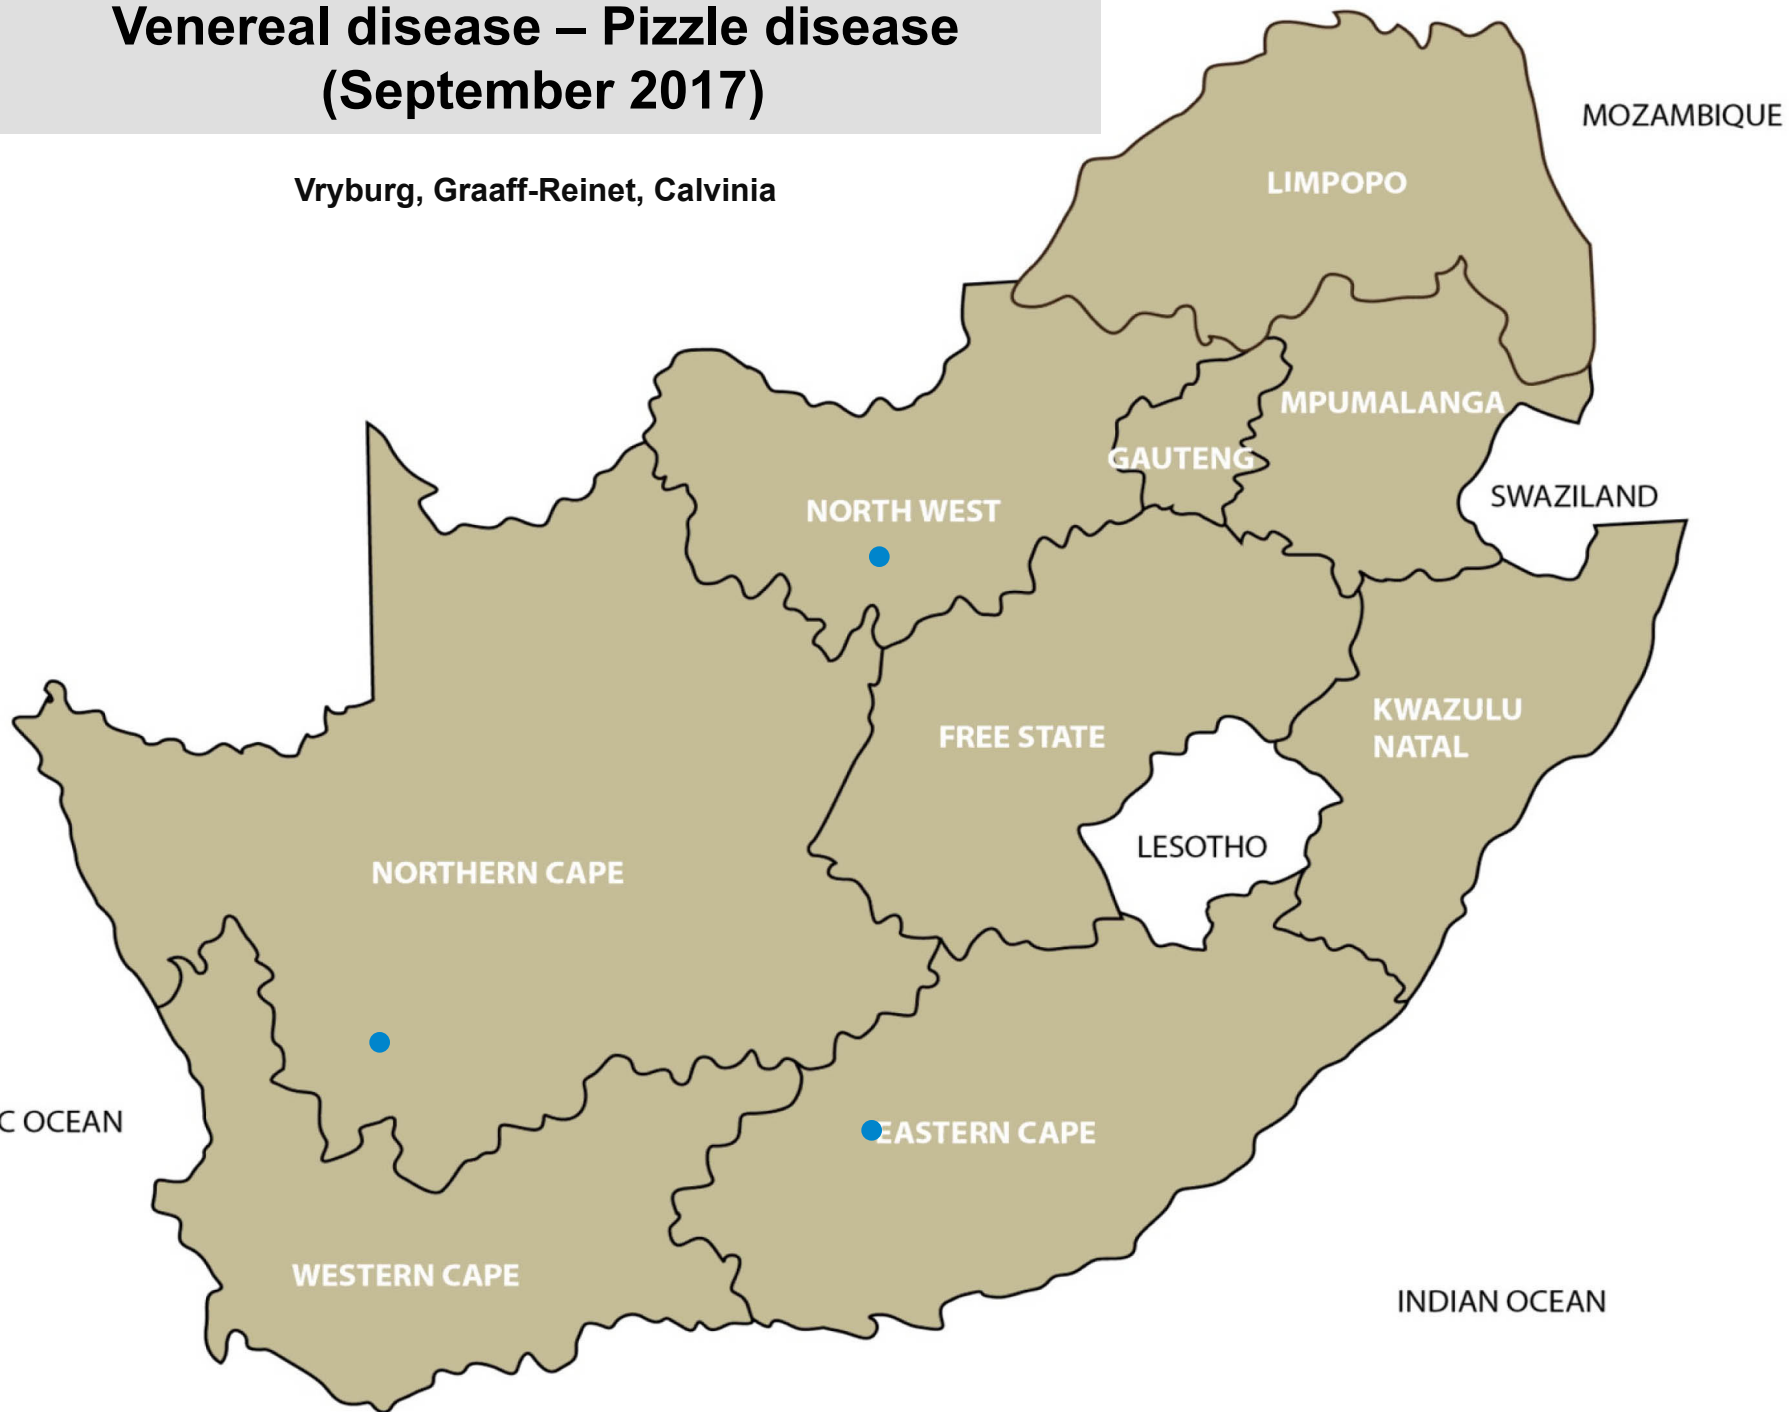 Venereal disease – Pizzle disease
(September 2017)
Vryburg, Graaff-Reinet, Calvinia
MOZAMBIQUE
LIMPOPO
MPUMALANGA
GAUTENG
NORTH WEST
SWAZILAND
KWAZULU
NATAL
FREE STATE
LESOTHO
NORTHERN CAPE
C OCEAN
EASTERN CAPE
WESTERN CAPE
INDIAN OCEAN